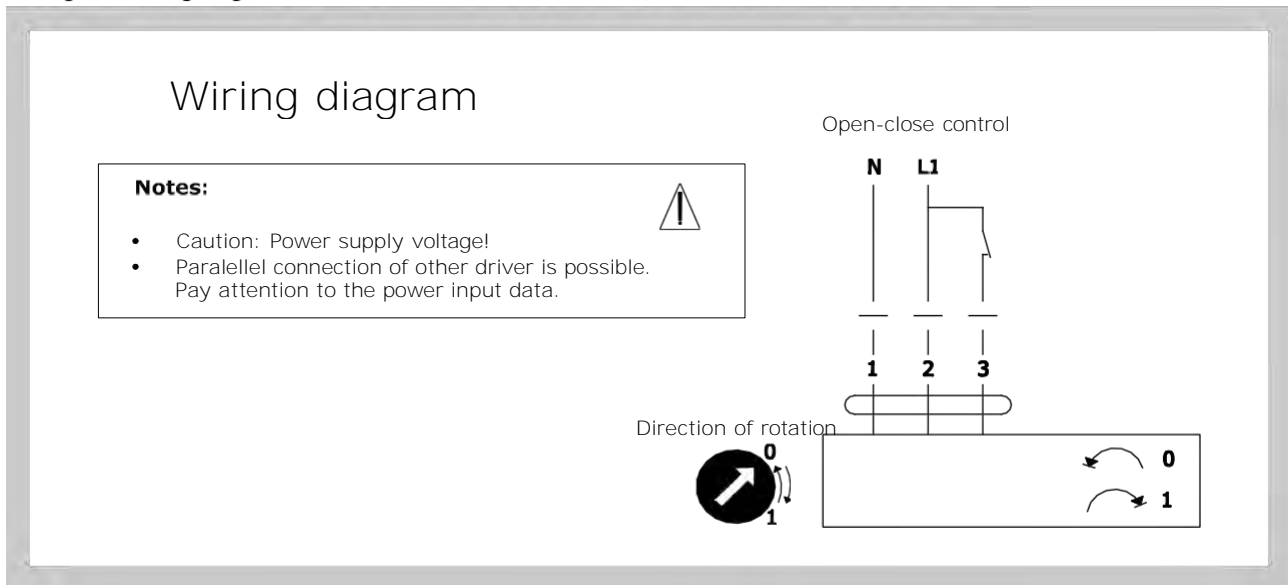 Wiring diagram
Open-close control
N L1
Notes:
• Caution: Power supply voltage!
• Paralellel connection of other driver is possible.
Pay attention to the power input data.
1 2 3
Direction of rotation
0
1
0
1